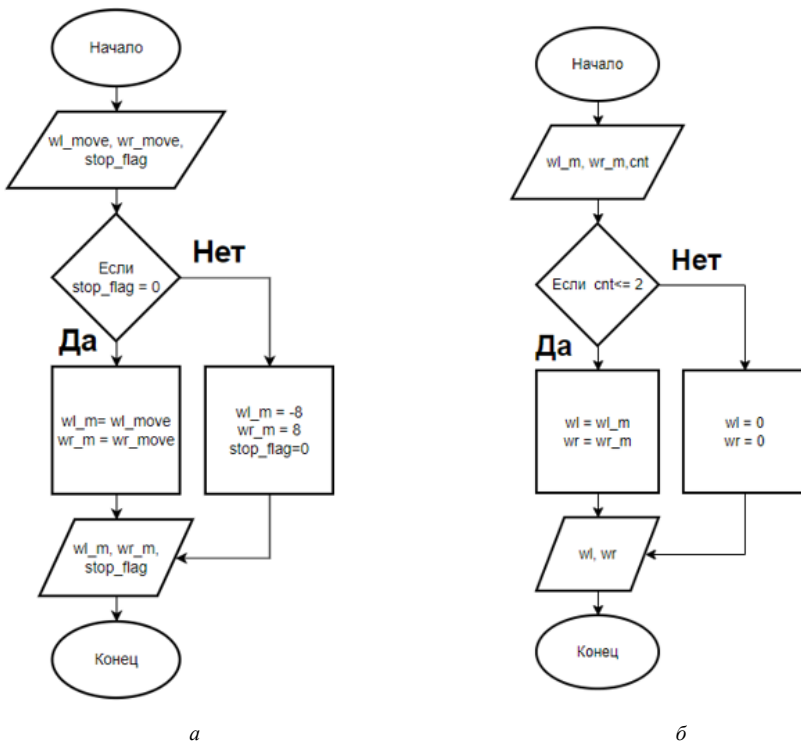 Начало
wl_move, wr_move,
stop_flag
Если
stop_flag = 0
Нет
Да
wl_m= wl_move
wr_m = wr_move
wl_m = -8
wr_m = 8
stop_flag=0
wl_m, wr_m,
stop_flag
Конец
а
Начало
wl_m, wr_m,cnt
Если cnt<= 2
Нет
Да
wl = wl_m
wr = wr_m
wl = 0
wr = 0
wl, wr
Конец
б